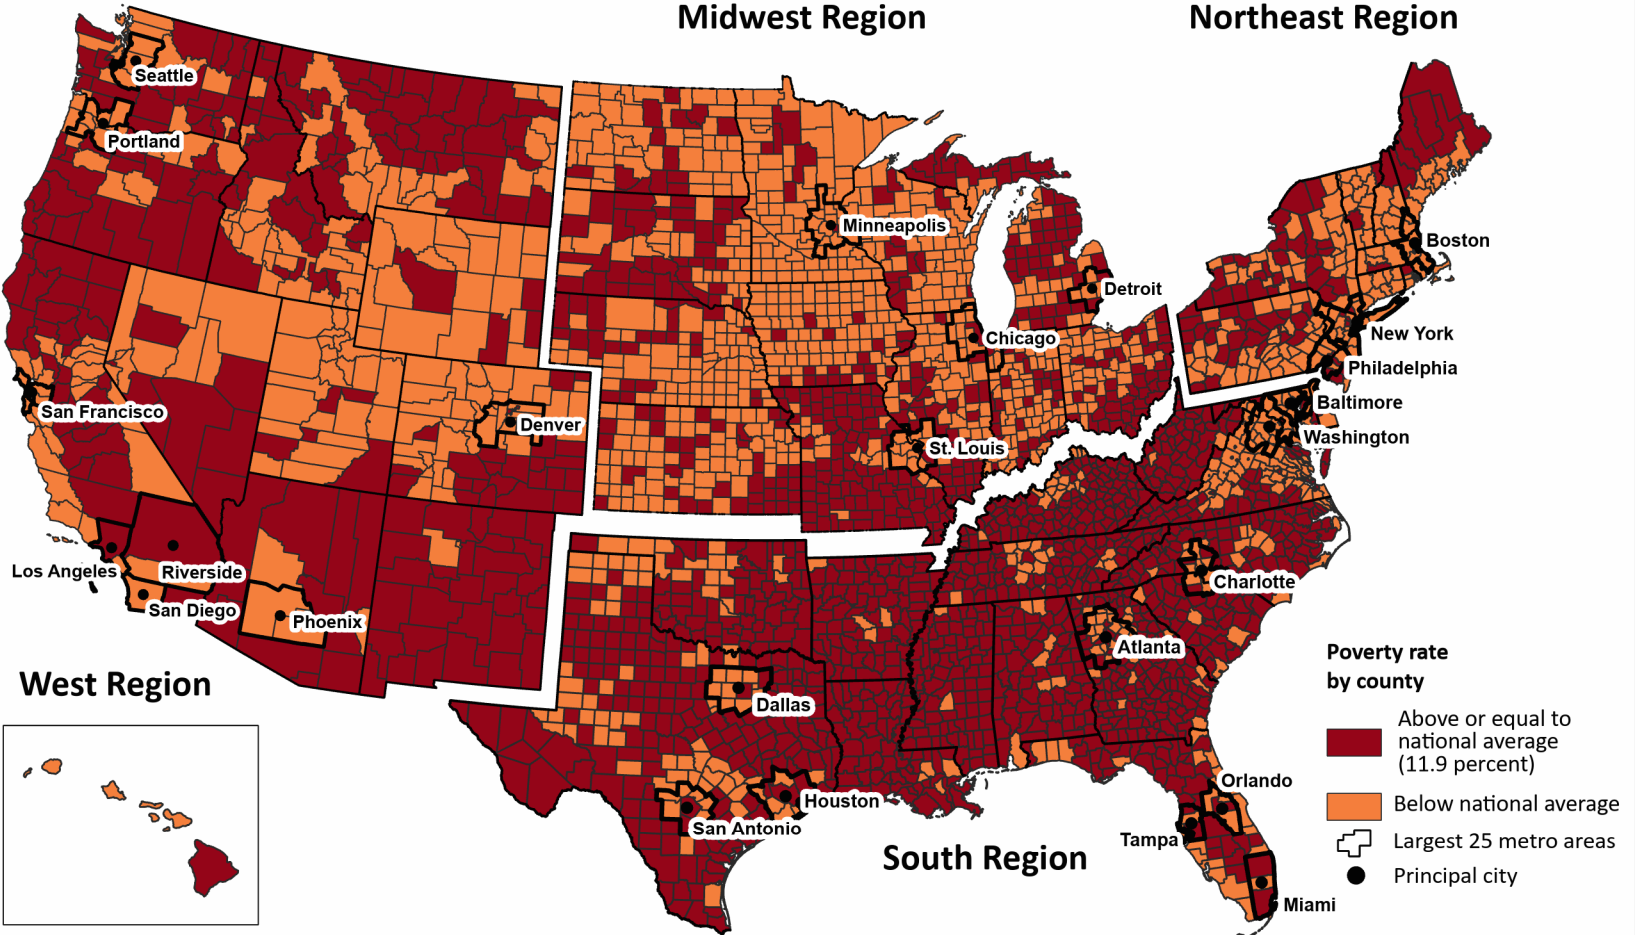 Midwest Region
Northeast Region
Seattle
Portland
Minneapolis
Boston
Detroit
New York
Chicago
Philadelphia
Baltimore
San Francisco
Denver
Washington
St. Louis
Los Angeles
Riverside
San Diego
Charlotte
Phoenix
Atlanta
West Region
Dallas
Poverty rate
by county
Above or equal to
national average
(11.9 percent)
Orlando
Houston
Below national average
San Antonio
Tampa
Largest 25 metro areas
South Region
Principal city
Miami